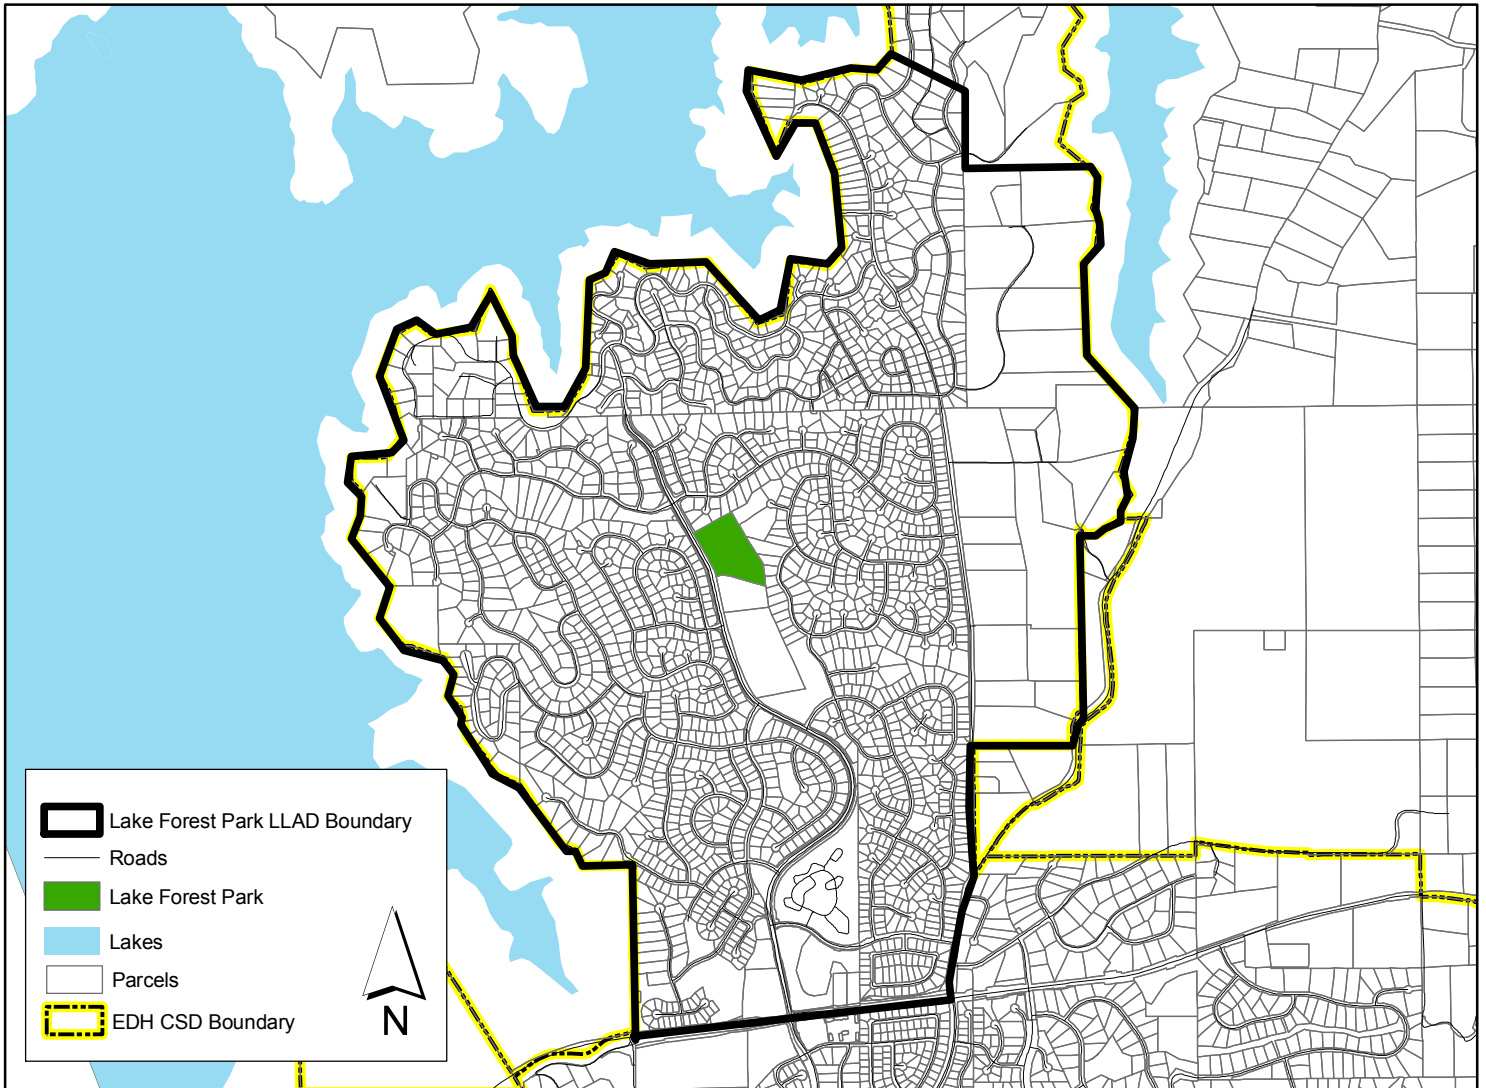 Lake Forest Park LLAD Boundary
Roads
Lake Forest Park
Lakes
Parcels
EDH CSD Boundary
N